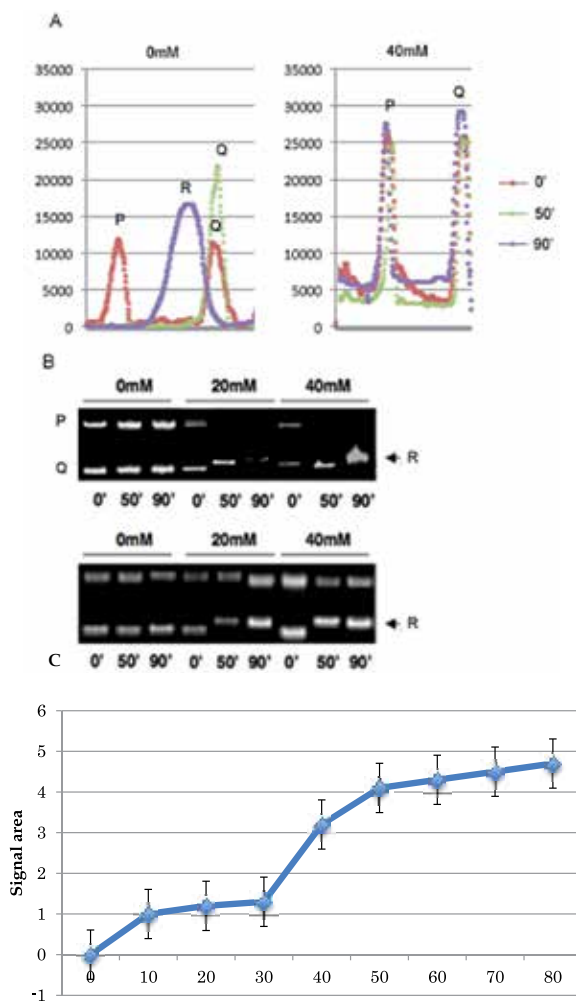 A
0mM 40mM
35000 35000
P Q
30000 30000
25000 Q 25000
R 0'
20000 20000
50'
15000 P Q 15000
90'
10000 10000
5000 5000
0 0
B
0mM 20mM 40mM
P
Q R
0' 50' 90' 0' 50' 90' 0' 50' 90'
0mM 20mM 40mM
R
C 0' 50' 90' 0' 50' 90' 0' 50' 90'
6
5
4
3
2
1
0
-1
Signal area
0 10 20 30 40 50 60 70 80